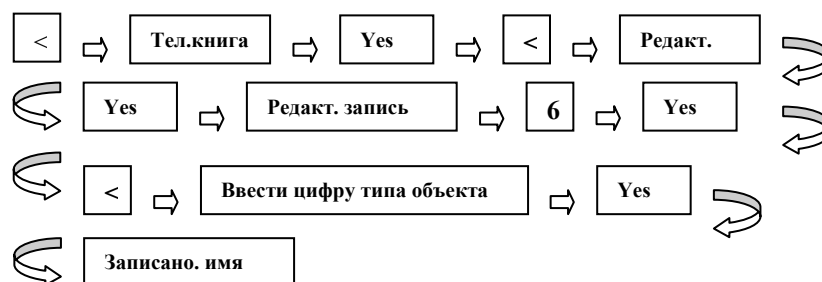 < Тел.книга Yes < Редакт.
Yes Редакт. запись 6 Yes
< Ввести цифру типа объекта Yes
Записано. имя